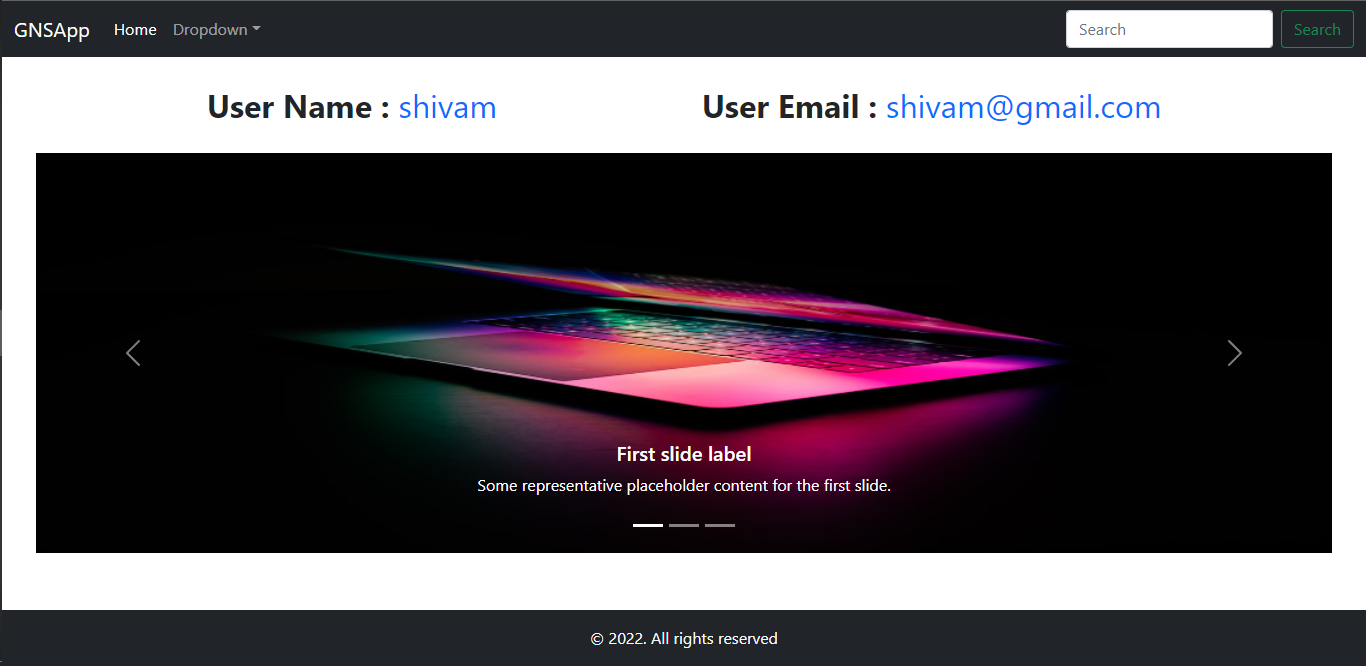 GNSApp Home Dropdown Search Search
User Name : shivam User Email : shivam@gmail.com
First slide label
Some representative placeholder content for the first slide.
© 2022. All rights reserved